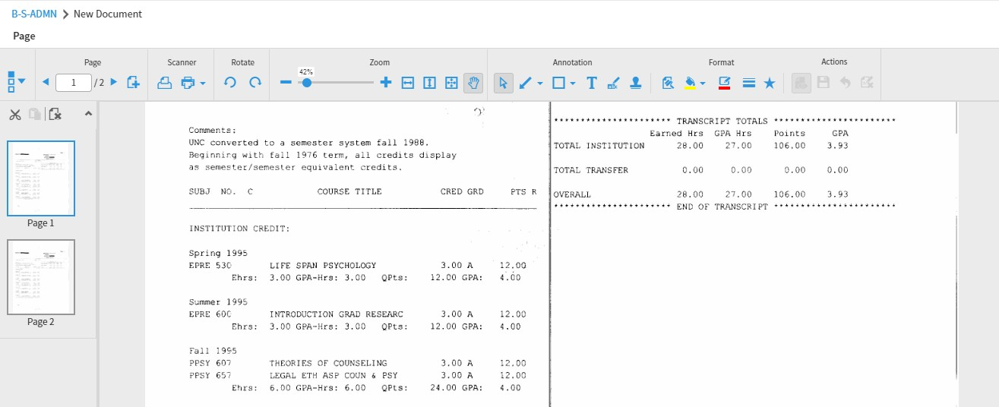 B-S-ADMN > New Document
Page
Page Scanner Rotate Zoom Annotation Format Actions
1 / 2
42%
T
abc
Page 1
Page 2
Comments:
UNC converted to a semester system fall 1988.
Beginning with fall 1976 term, all credits display
as semester/semester equivalent credits.
SUBJ NO. C COURSE TITLE CRED GRD PTS R
INSTITUTION CREDIT:
Spring 1995
EPRE 530 LIFE SPAN PSYCHOLOGY 3.00 A 12.00
Ehrs: 3.00 GPA-Hrs: 3.00 QPts: 12.00 GPA: 4.00
Summer 1995
EPRE 600 INTRODUCTION GRAD RESEARC 3.00 A 12.00
Ehrs: 3.00 GPA-Hrs: 3.00 QPts: 12.00 GPA: 4.00
Fall 1995
PPSY 607 THEORIES OF COUNSELING 3.00 A 12.00
PPSY 657 LEGAL ETH ASP COUN & PSY 3.00 A 12.00
Ehrs: 6.00 GPA-Hrs: 6.00 QPts: 24.00 GPA: 4.00
********************** TRANSCRIPT TOTALS ***********************
Earned Hrs GPA Hrs Points GPA
TOTAL INSTITUTION 28.00 27.00 106.00 3.93
TOTAL TRANSFER 0.00 0.00 0.00 0.00
OVERALL 28.00 27.00 106.00 3.93
********************** END OF TRANSCRIPT ***********************